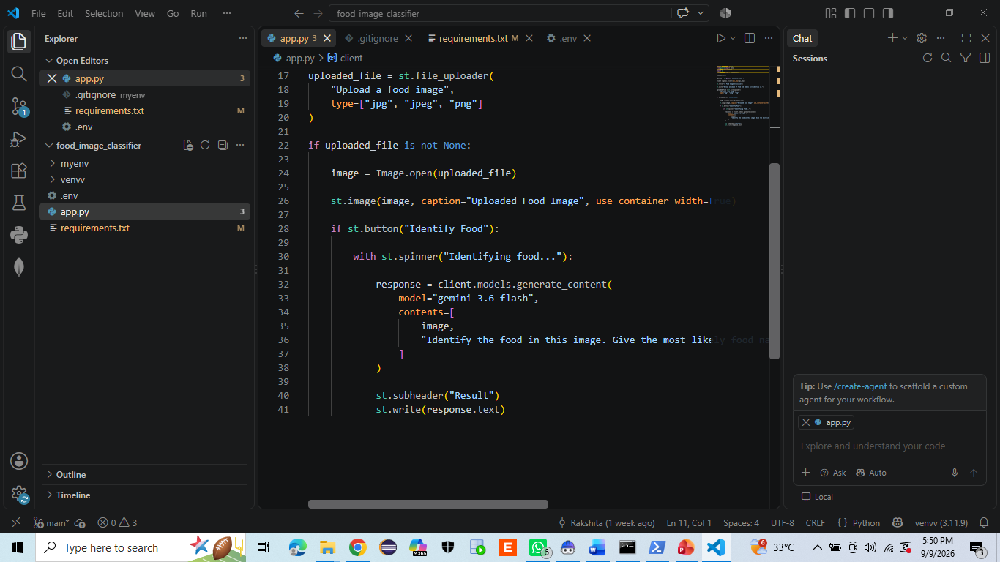 File Edit Selection View Go Run ···
food_image_classifier
Explorer
Open Editors
app.py 3
.gitignore myenv
requirements.txt M
.env
food_image_classifier
myenv
venvv
.env
app.py 3
requirements.txt M
Outline
Timeline
app.py 3
.gitignore
requirements.txt M
.env
app.py > client
17 uploaded_file = st.file_uploader(
18 "Upload a food image",
19 type=["jpg", "jpeg", "png"]
20 )
21
22 if uploaded_file is not None:
23
24 image = Image.open(uploaded_file)
25
26 st.image(image, caption="Uploaded Food Image", use_container_width=True)
27
28 if st.button("Identify Food"):
29
30 with st.spinner("Identifying food..."):
31
32 response = client.models.generate_content(
33 model="gemini-3.6-flash",
34 contents=[
35 image,
36 "Identify the food in this image. Give the most likely food na
37 ]
38 )
39
40 st.subheader("Result")
41 st.write(response.text)
Chat
Sessions
Tip: Use /create-agent to scaffold a custom
agent for your workflow.
app.py
Explore and understand your code
Ask Auto
Local
1
main* 0 3 Rakshita (1 week ago) Ln 11, Col 1 Spaces: 4 UTF-8 CRLF { } Python venvv (3.11.9)
Type here to search
M365
E
6
6
33°C
5:50 PM
9/9/2026
3